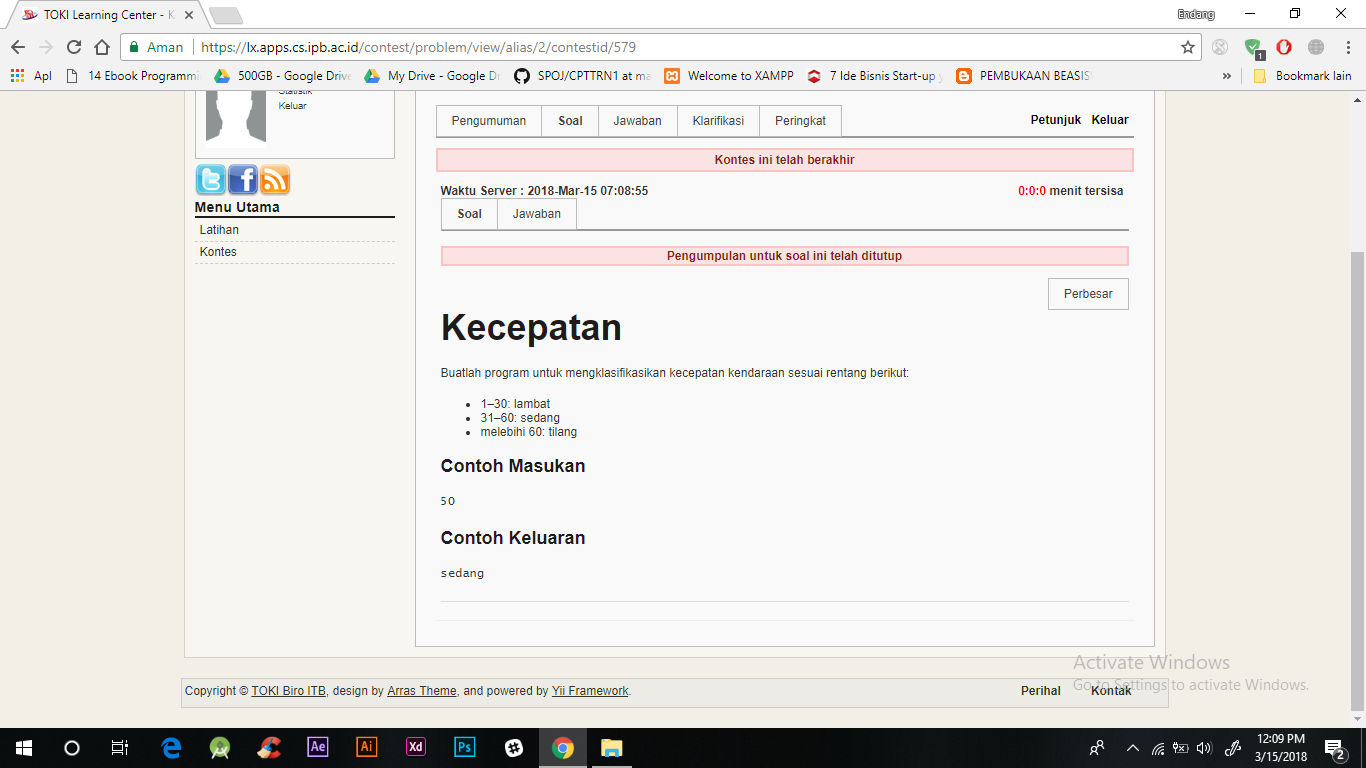 TOKI Learning Center - K
Endang
Aman
https://lx.apps.cs.ipb.ac.id/contest/problem/view/alias/2/contestid/579
1
Apl
14 Ebook Programmi
500GB - Google Drive
My Drive - Google Dr
SPOJ/CPTTRN1 at ma
Welcome to XAMPP
7 Ide Bisnis Start-up y
PEMBUKAAN BEASIS
»
Bookmark lain
Statistik
Keluar
Pengumuman
Soal
Jawaban
Klarifikasi
Peringkat
Petunjuk
Keluar
Kontes ini telah berakhir
Waktu Server : 2018-Mar-15 07:08:55
0:0:0 menit tersisa
Menu Utama
Latihan
Kontes
Soal
Jawaban
Pengumpulan untuk soal ini telah ditutup
Perbesar
Kecepatan
Buatlah program untuk mengklasifikasikan kecepatan kendaraan sesuai rentang berikut:
• 1–30: lambat
• 31–60: sedang
• melebihi 60: tilang
Contoh Masukan
50
Contoh Keluaran
sedang
Activate Windows
Go to Settings to activate Windows.
Copyright © TOKI Biro ITB, design by Arras Theme, and powered by Yii Framework.
Perihal
Kontak
Ae
Ai
Xd
Ps
12:09 PM
3/15/2018
2